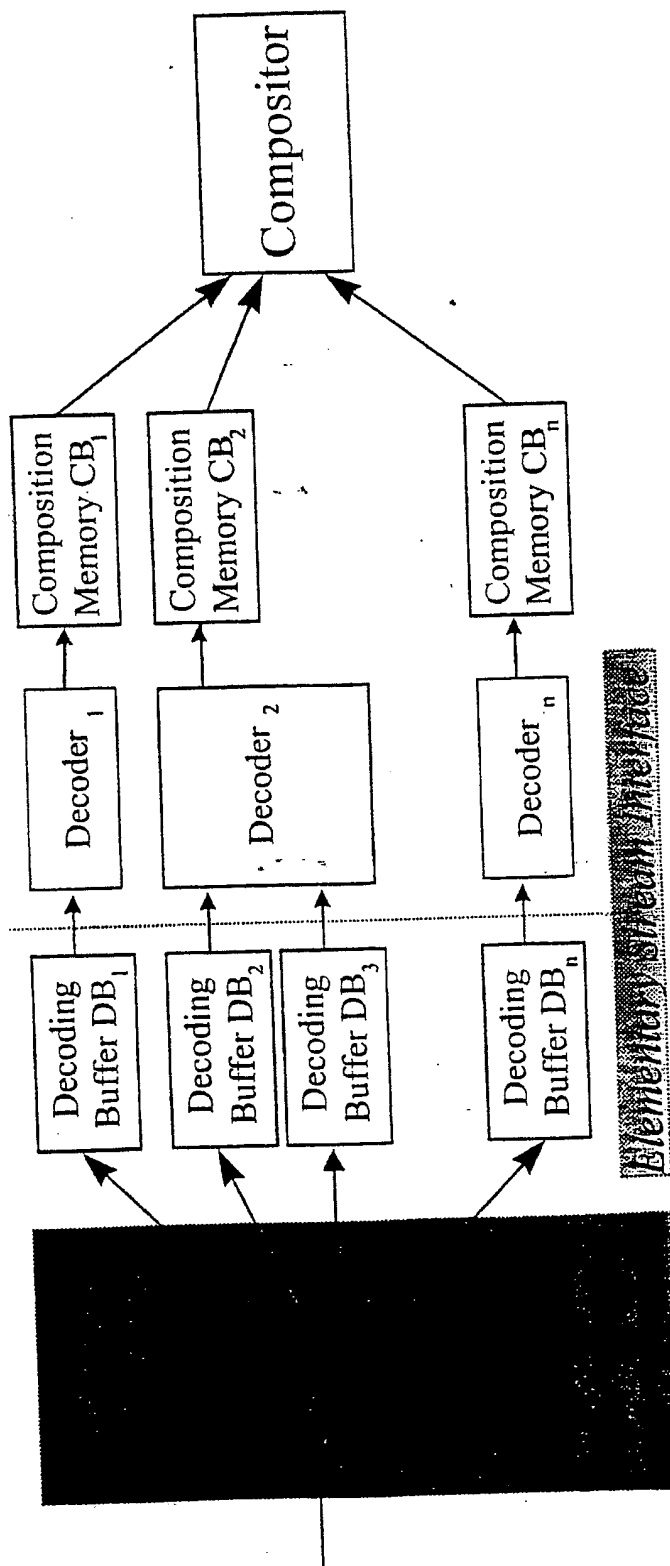 Decoding
Buffer DB1
Decoding
Buffer DB2
Decoding
Buffer DB3
Decoding
Buffer DBn
Decoder 1
Decoder 2
Decoder n
Composition
Memory CB1
Composition
Memory CB2
Composition
Memory CBn
Compositor
Elementary Stream Interface